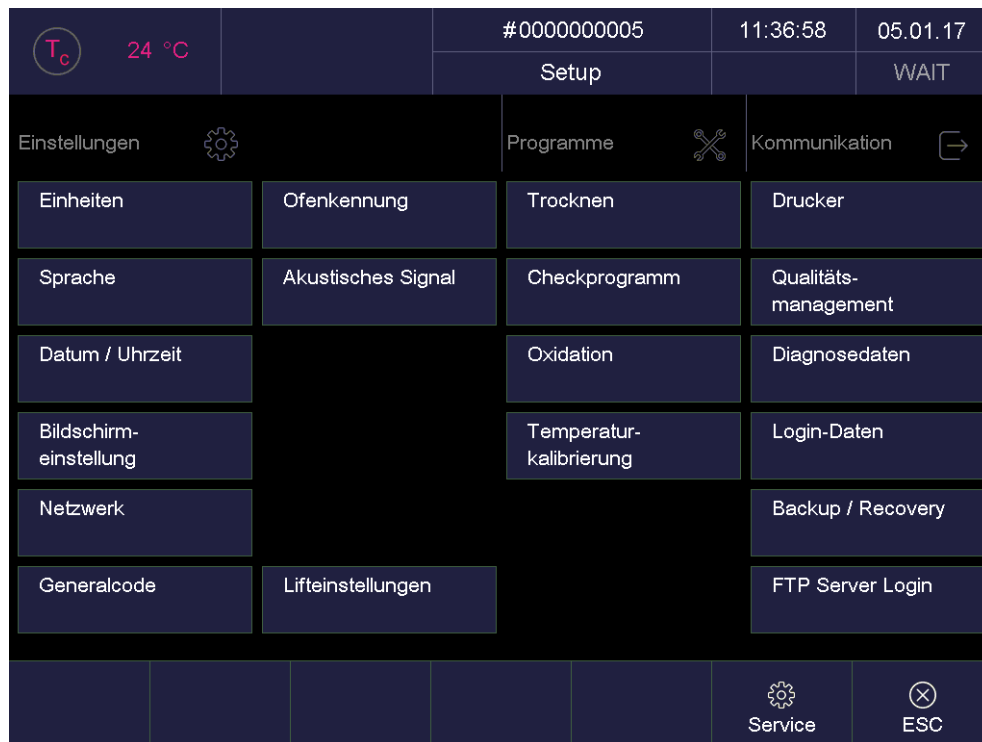 Tc 24 °C #0000000005 11:36:58 05.01.17
Setup WAIT
Einstellungen Programme Kommunikation
Einheiten Ofenkennung Trocknen Drucker
Sprache Akustisches Signal Checkprogramm Qualitäts-
management
Datum / Uhrzeit Oxidation Diagnosedaten
Bildschirm-
einstellung
Temperatur-
kalibrierung
Login-Daten
Netzwerk Backup / Recovery
Generalcode Lifteinstellungen FTP Server Login
Service ESC